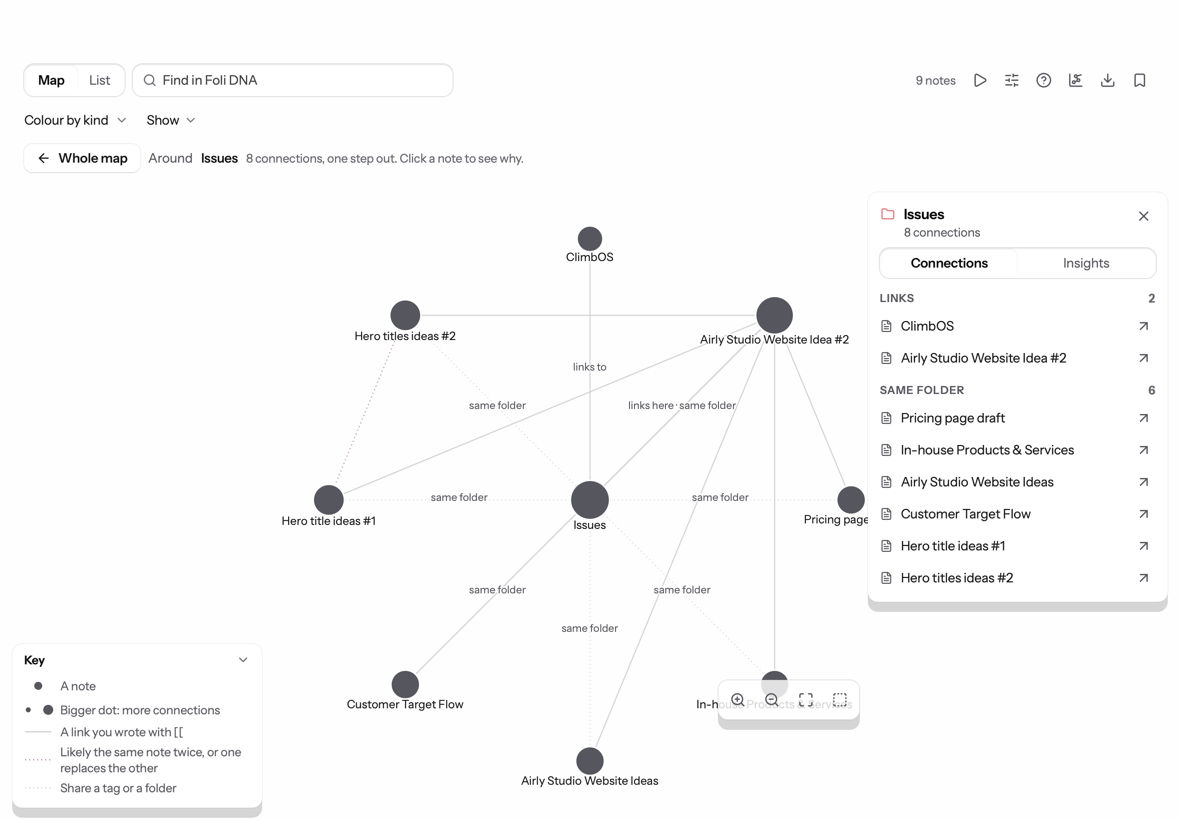 Map List Find in Foli DNA 9 notes
Colour by kind Show
Whole map Around Issues 8 connections, one step out. Click a note to see why.
ClimbOS
Hero titles ideas #2
Airly Studio Website Idea #2
links to
same folder
links here · same folder
Hero title ideas #1
same folder
Issues
same folder
Pricing page
same folder
same folder
same folder
Customer Target Flow
In-house Products & Services
Airly Studio Website Ideas
Issues
8 connections
Connections Insights
LINKS 2
ClimbOS
Airly Studio Website Idea #2
SAME FOLDER 6
Pricing page draft
In-house Products & Services
Airly Studio Website Ideas
Customer Target Flow
Hero title ideas #1
Hero titles ideas #2
Key
A note
Bigger dot: more connections
A link you wrote with [[
Likely the same note twice, or one
replaces the other
Share a tag or a folder